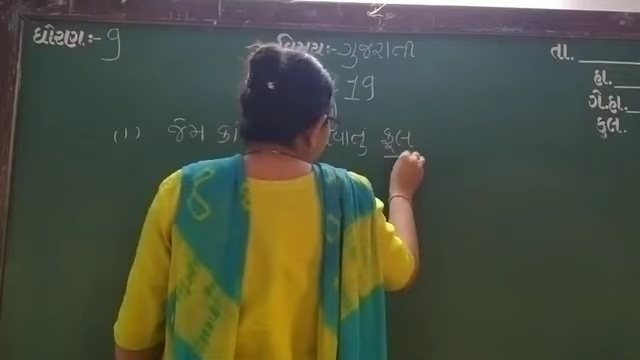 ધોરણ:- 9
વિષય:- ગુજરાતી
તા.
19
હા.
ગે.હા.
કુલ.
(1) જેમ કાં વાનું ફૂલ